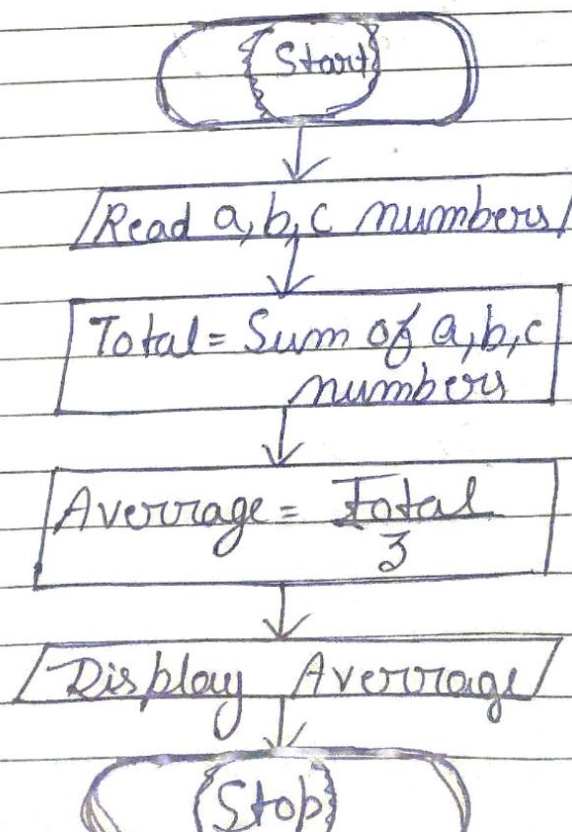 Start
Read a, b, c numbers
Total = Sum of a, b, c
numbers
Averrage = Total
3
Display Averrage
Stop